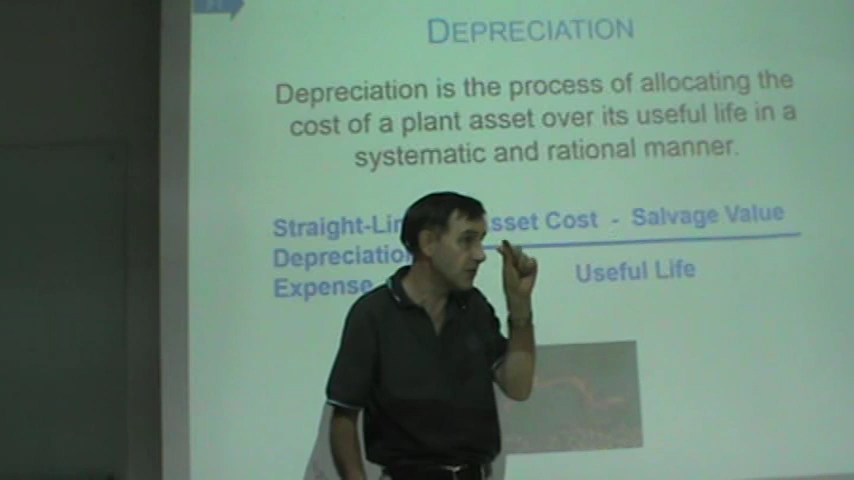 DEPRECIATION
Depreciation is the process of allocating the
cost of a plant asset over its useful life in a
systematic and rational manner.
Straight-Lin sset Cost - Salvage Value
Depreciation
Expense Useful Life